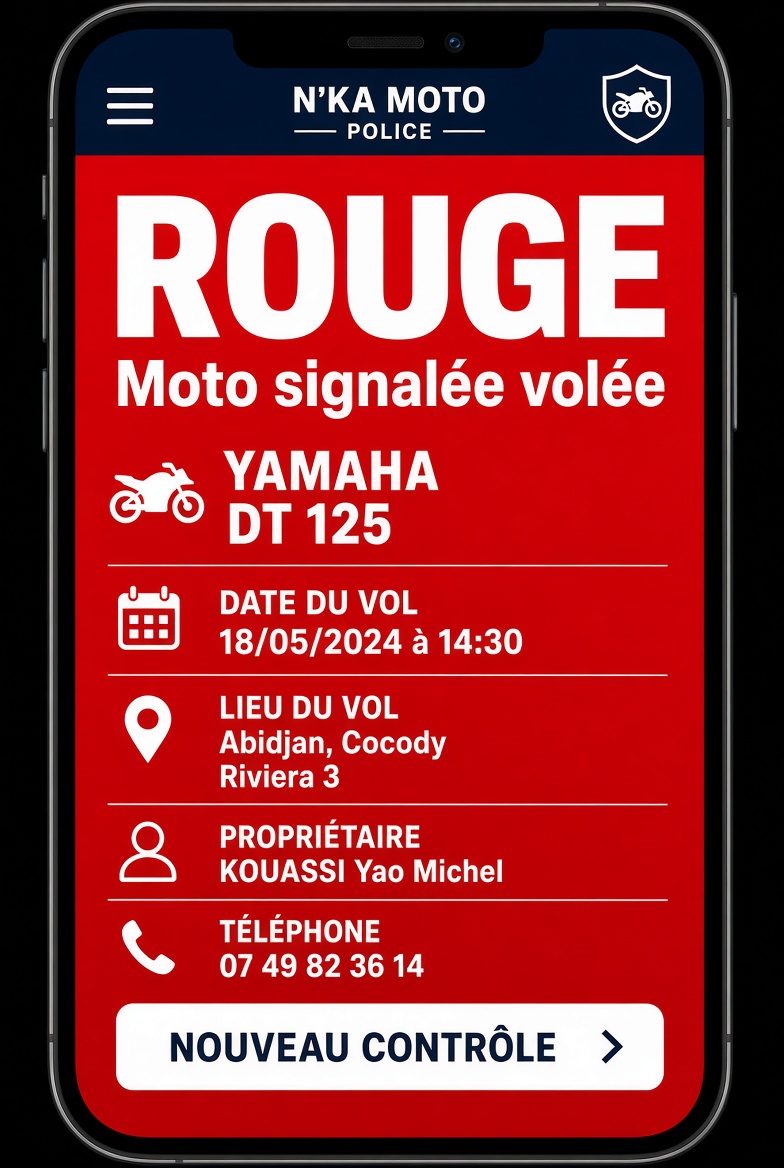 N'KA MOTO
POLICE
ROUGE
Moto signalée volée
YAMAHA
DT 125
DATE DU VOL
18/05/2024 à 14:30
LIEU DU VOL
Abidjan, Cocody
Riviera 3
PROPRIÉTAIRE
KOUASSI Yao Michel
TÉLÉPHONE
07 49 82 36 14
NOUVEAU CONTRÔLE